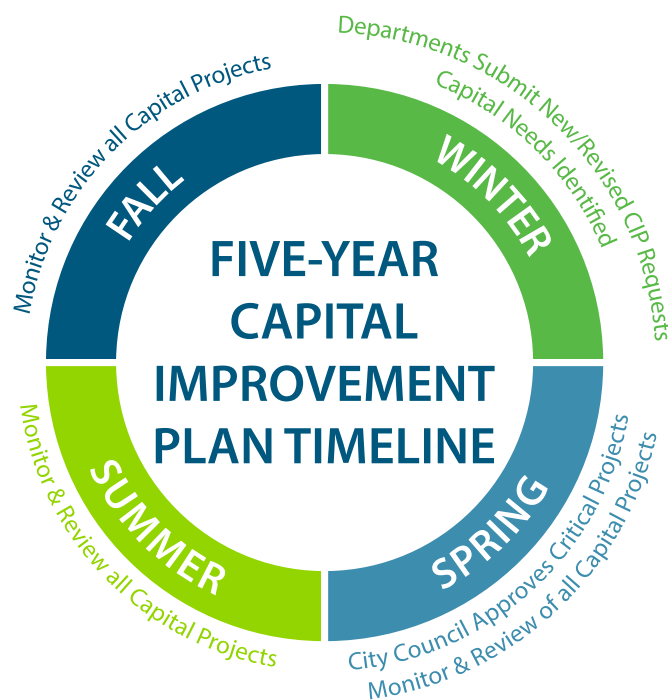 FIVE-YEAR
CAPITAL
IMPROVEMENT
PLAN TIMELINE
WINTER
Departments Submit New/Revised CIP Requests
Capital Needs Identified
SPRING
City Council Approves Critical Projects
Monitor & Review of all Capital Projects
SUMMER
Monitor & Review all Capital Projects
FALL
Monitor & Review all Capital Projects